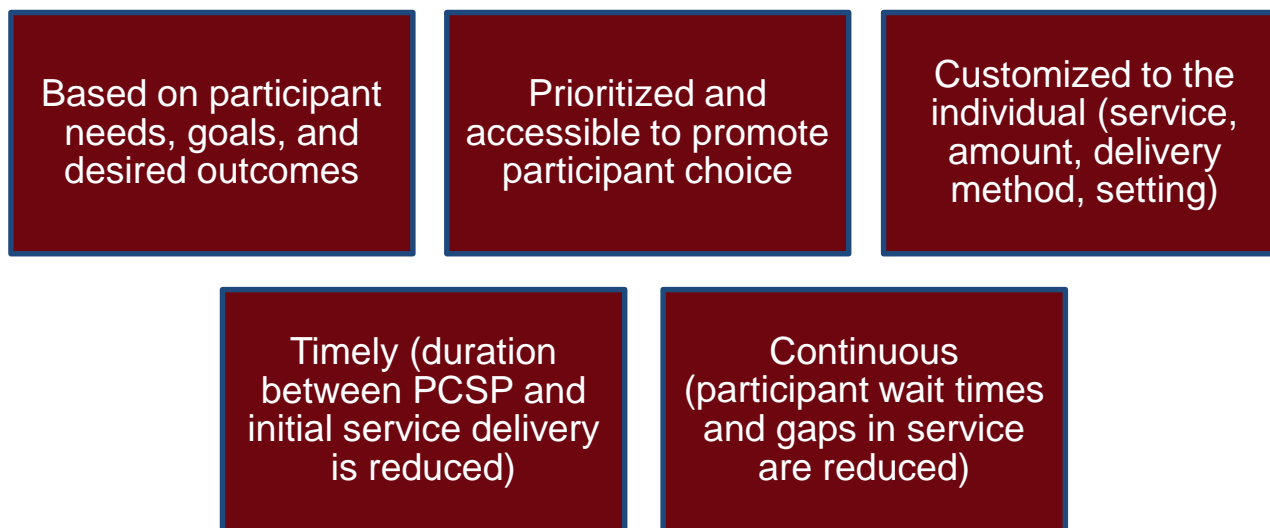 Based on participant
needs, goals, and
desired outcomes
Prioritized and
accessible to promote
participant choice
Customized to the
individual (service,
amount, delivery
method, setting)
Timely (duration
between PCSP and
initial service delivery
is reduced)
Continuous
(participant wait times
and gaps in service
are reduced)